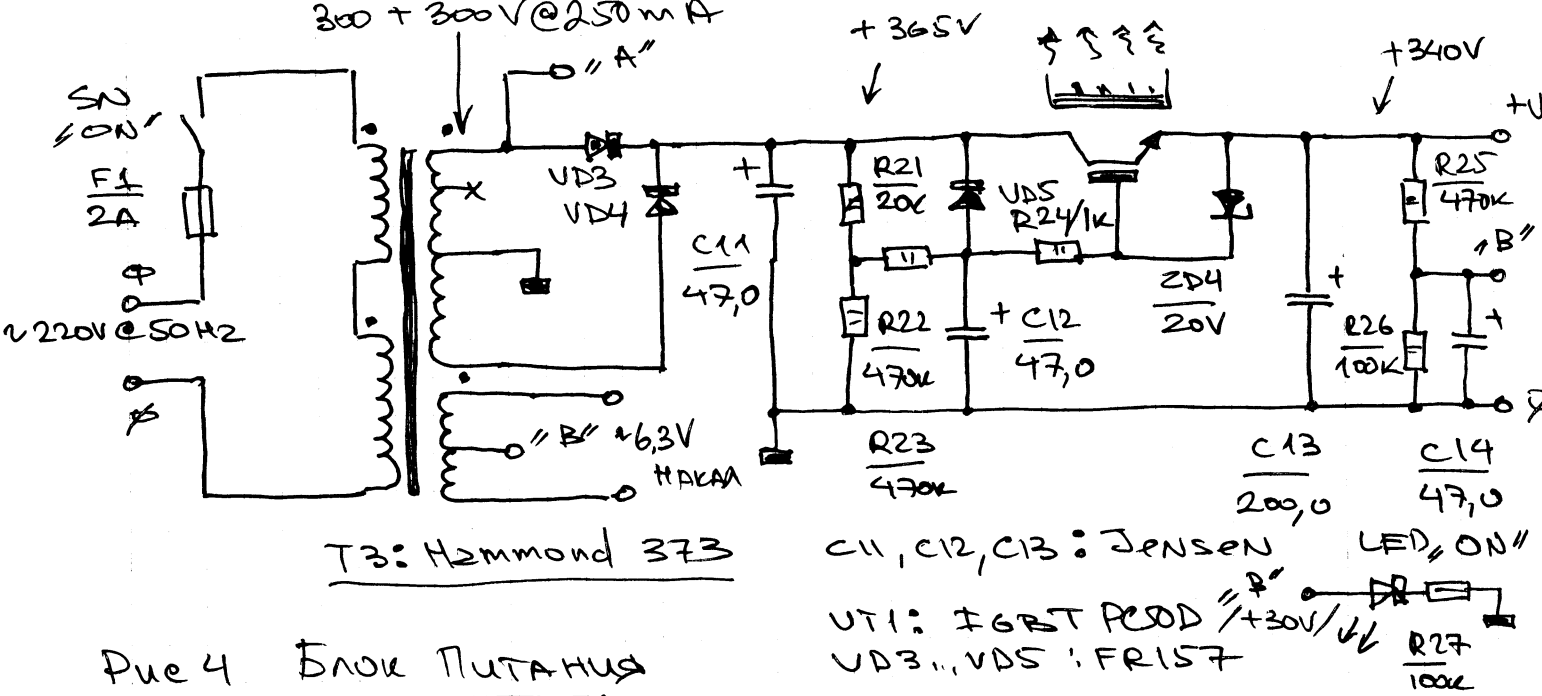 300 + 300V@250mA
„A"
+365V
+340V
+U
SN
„ON"
F1
2A
Ф
~220V@50Hz
VD3
VD4
C11
47,0
R21
20K
VD5
R24/1K
ZD4
20V
R25
470K
„B"
R22
470K
C12
47,0
R26
100K
„B" ~6,3V
НАКАЛ
R23
470K
C13
200,0
C14
47,0
T3: Hammond 373
C11, C12, C13 : JENSEN
LED „ON"
„B"
/+30V/
VT1: IGBT
VD3...VD5 : FR157
R27
100K
Рис 4 Блок Питания